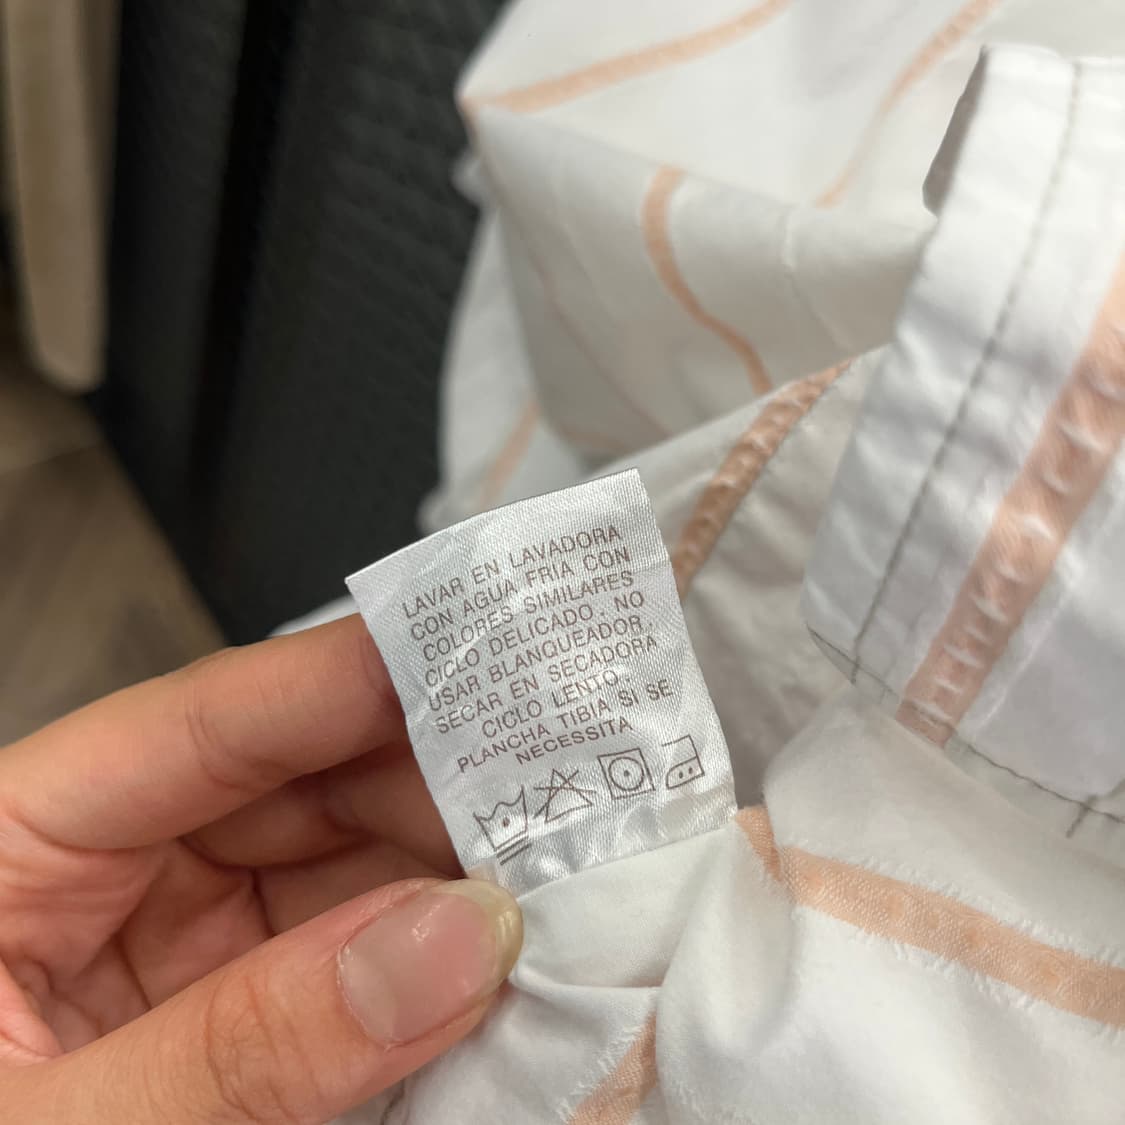 LAVAR EN LAVADORA
CON AGUA FRIA CON
COLORES SIMILARES
CICLO DELICADO. NO
USAR BLANQUEADOR.
SECAR EN SECADORA
CICLO LENTO.
PLANCHA TIBIA SI SE
NECESSITA